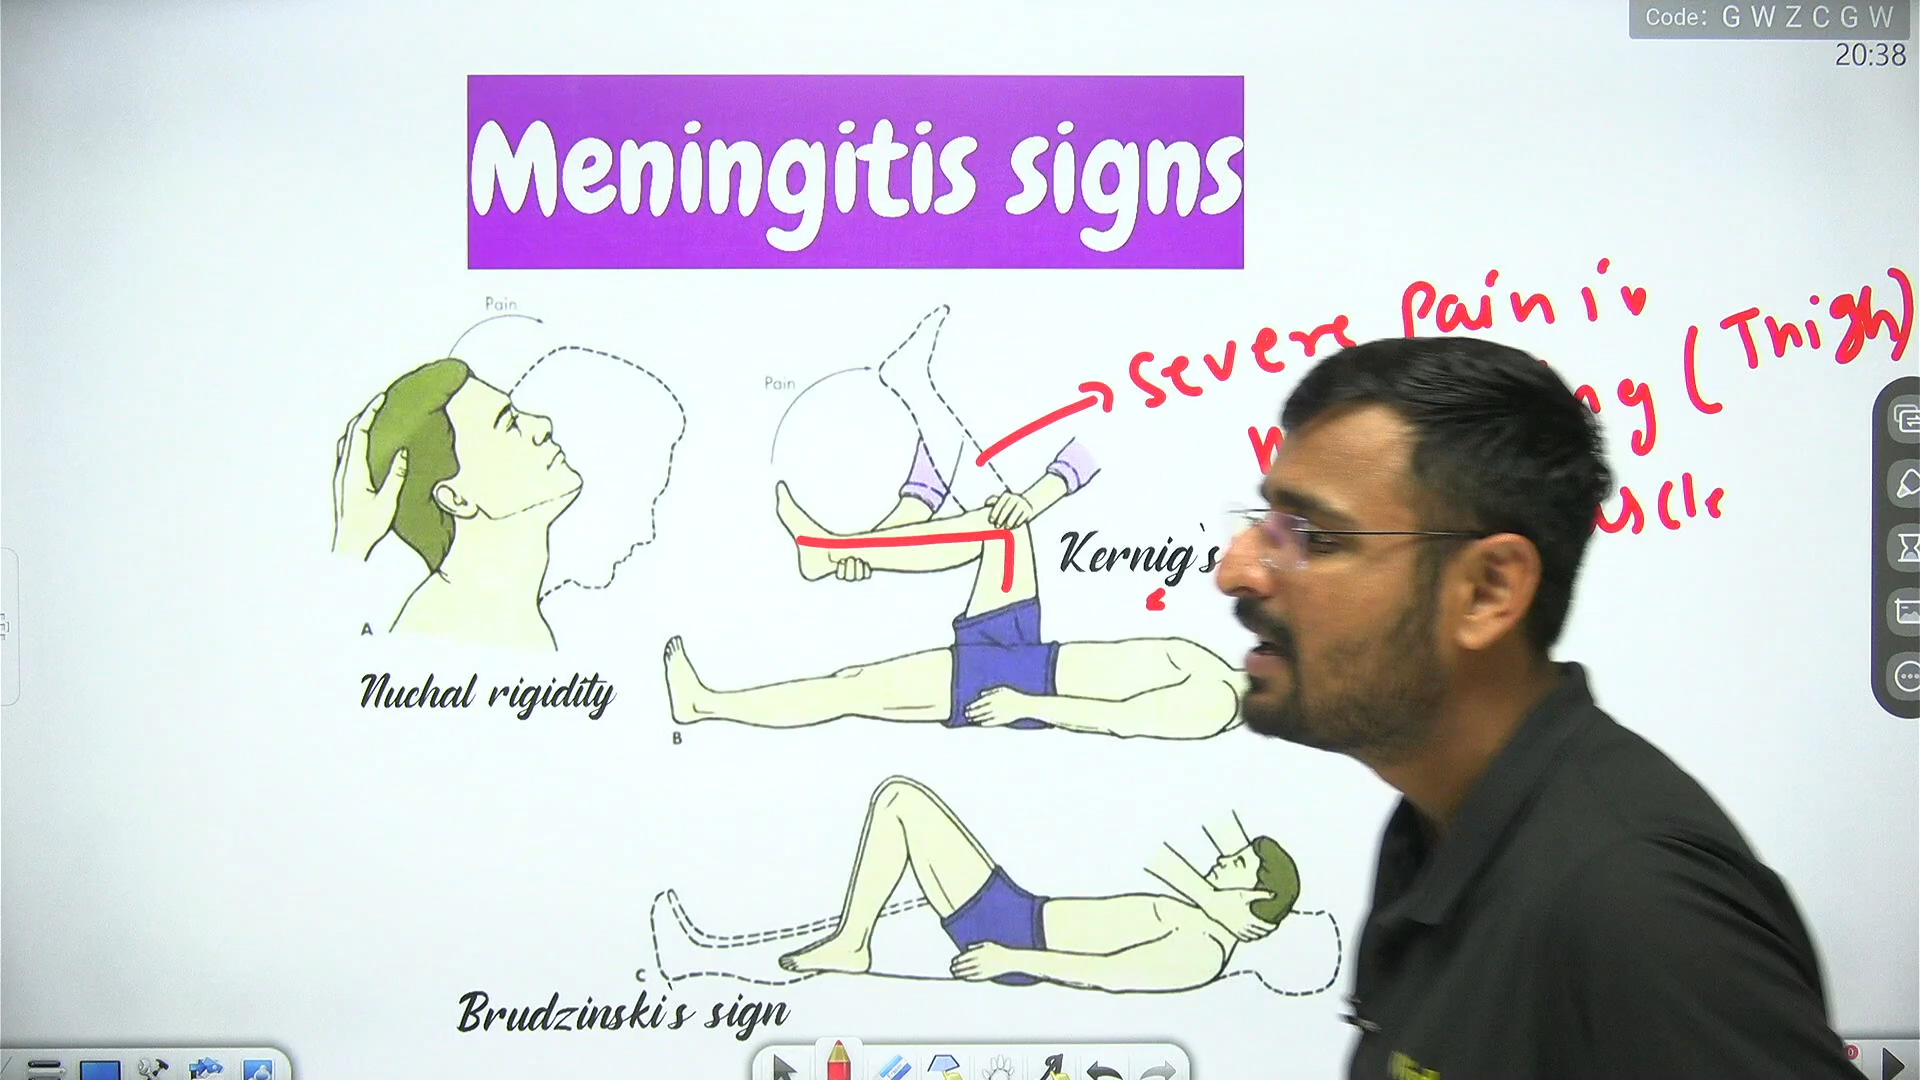 Code: G W Z C G W
20:38
Meningitis signs
Pain
Pain
Severe Pain in
(Thigh)
Kernig's
A
Nuchal rigidity
B
C
Brudzinski's sign